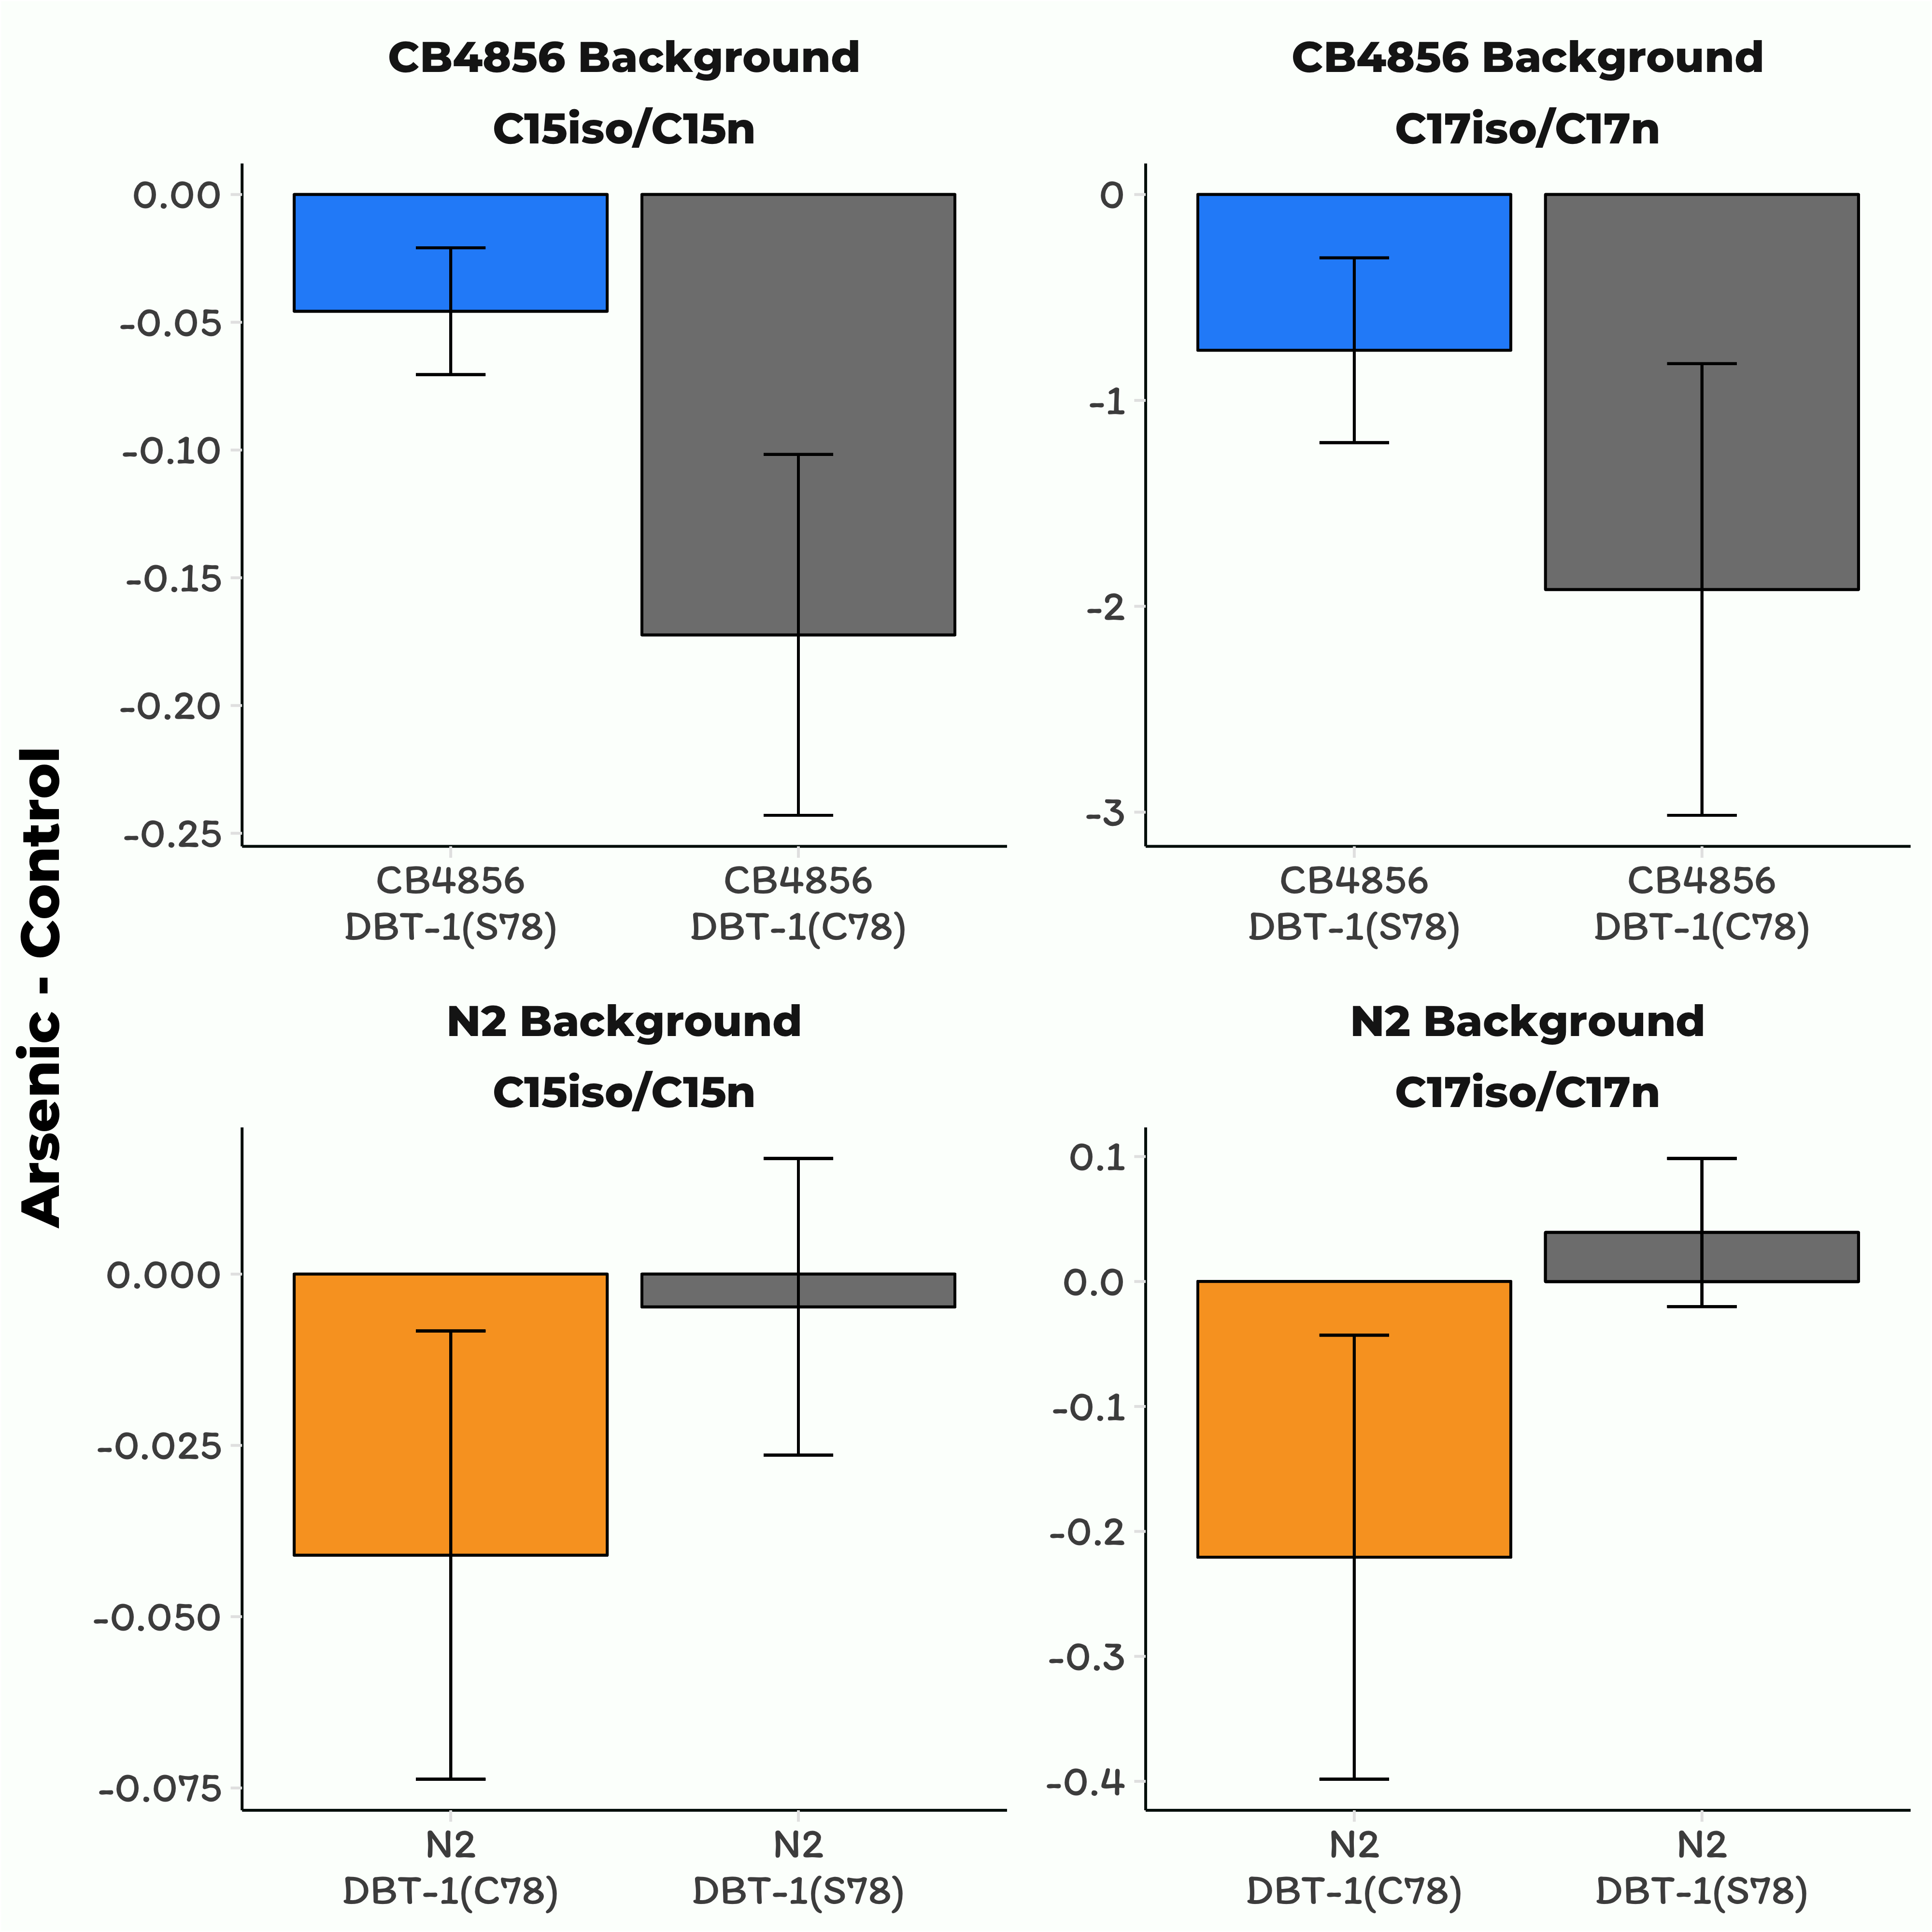 Arsenic - Control
CB4856 Background
C15iso/C15n
0.00
-0.05
-0.10
-0.15
-0.20
-0.25
CB4856
DBT-1(S78)
CB4856
DBT-1(C78)
CB4856 Background
C17iso/C17n
0
-1
-2
-3
CB4856
DBT-1(S78)
CB4856
DBT-1(C78)
N2 Background
C15iso/C15n
0.000
-0.025
-0.050
-0.075
N2
DBT-1(C78)
N2
DBT-1(S78)
N2 Background
C17iso/C17n
0.1
0.0
-0.1
-0.2
-0.3
-0.4
N2
DBT-1(C78)
N2
DBT-1(S78)